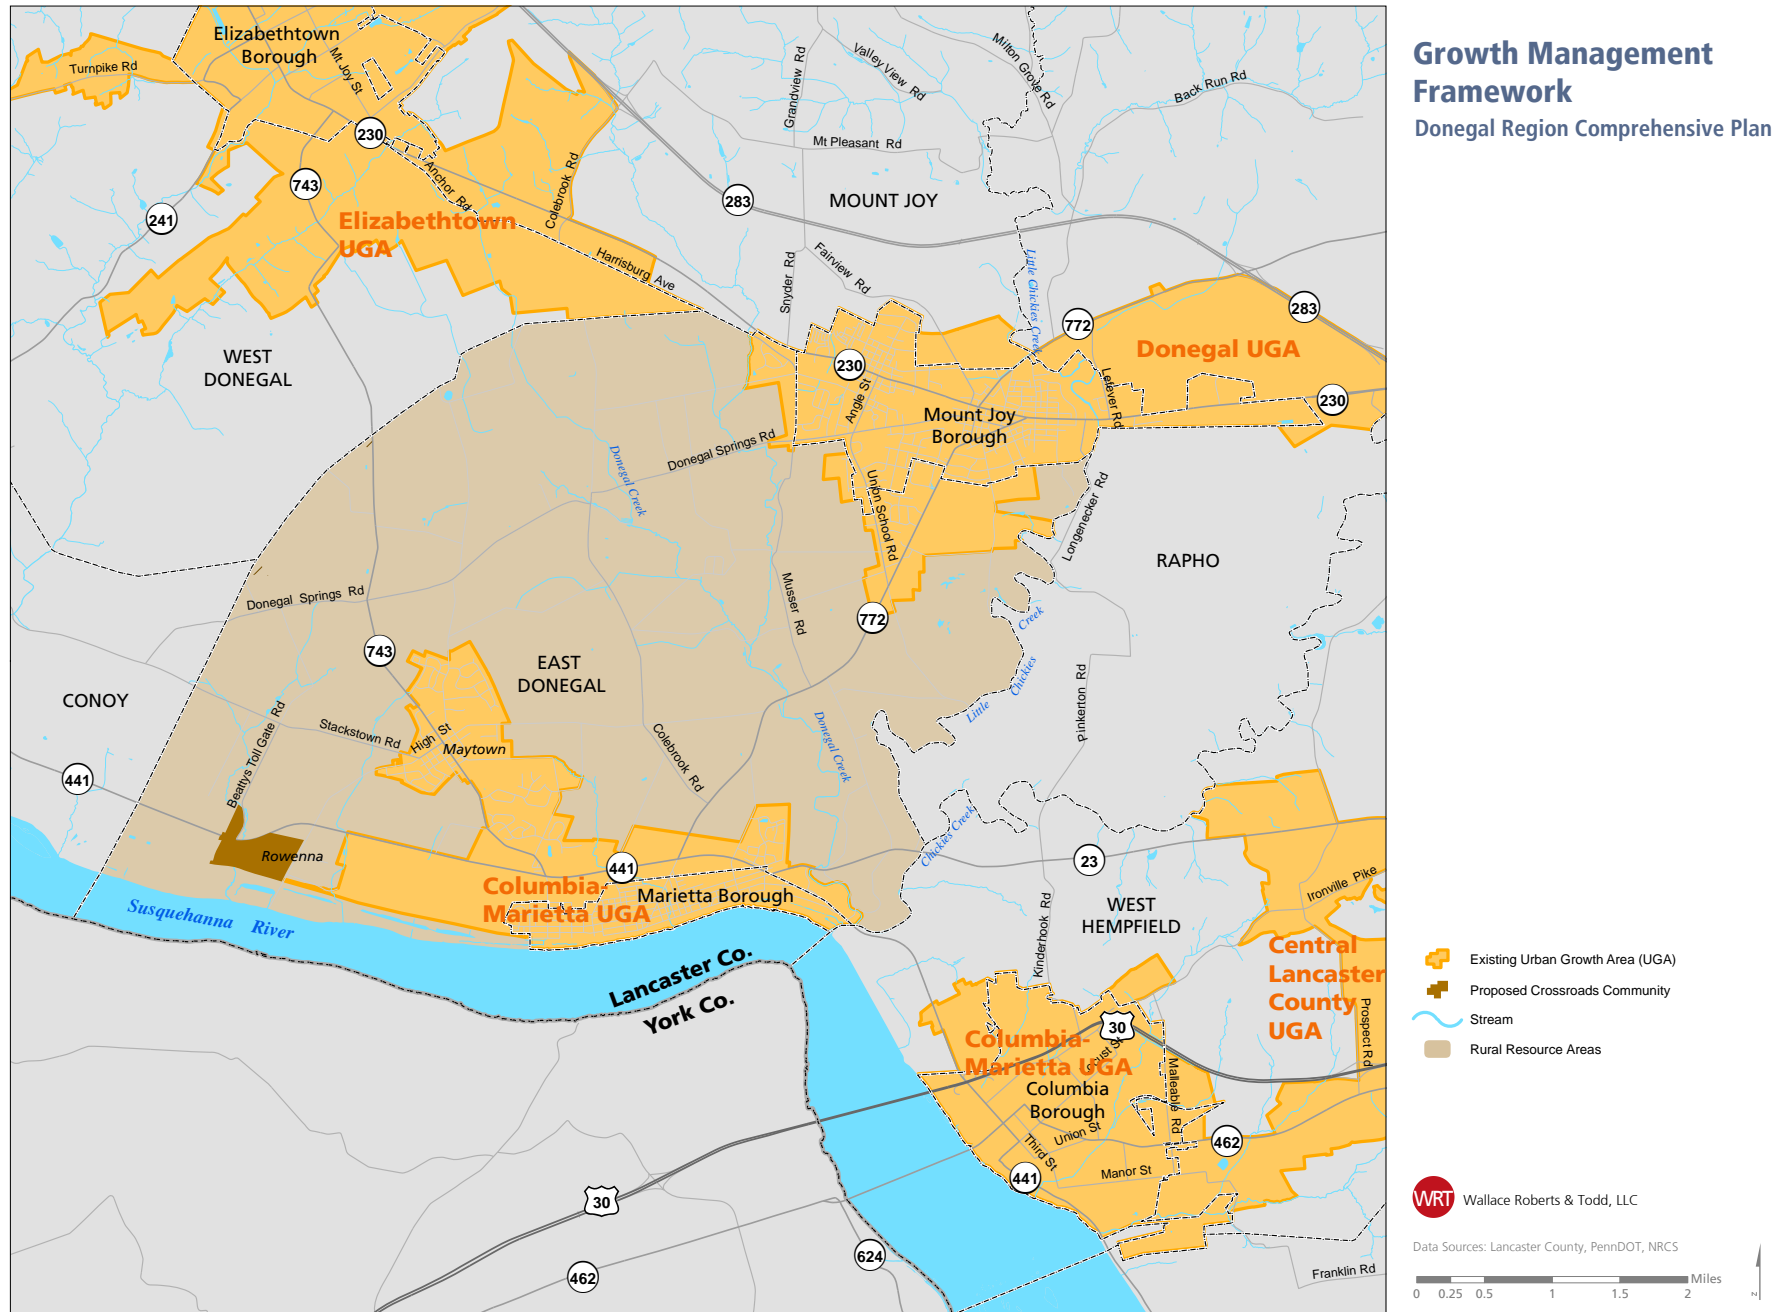 Growth Management
Framework
Donegal Region Comprehensive Plan
Elizabethtown
Borough
Turnpike Rd
Mt Joy St
230
743
241
Anchor Rd
Colebrook Rd
Elizabethtown
UGA
Harrisburg Ave
Grandview Rd
Valley View Rd
Milton Grove Rd
Back Run Rd
Mt Pleasant Rd
283
MOUNT JOY
Snyder Rd
Fairview Rd
Little Chickies Creek
772
283
Donegal UGA
230
230
Angle St
Lefever Rd
Mount Joy
Borough
WEST
DONEGAL
Donegal Springs Rd
Donegal Creek
Union School Rd
Longenecker Rd
RAPHO
Donegal Springs Rd
Musser Rd
772
Little Chickies Creek
743
EAST
DONEGAL
CONOY
Pinkerton Rd
Beattys Toll Gate Rd
Stackstown Rd
High St
Maytown
Colebrook Rd
Donegal Creek
441
Chickies Creek
Rowenna
441
23
Columbia-
Marietta UGA
Marietta Borough
Ironville Pike
WEST
HEMPFIELD
Kinderhook Rd
Susquehanna River
Lancaster Co.
York Co.
Central
Lancaster
County
UGA
Prospect Rd
30
Columbia-
Marietta UGA
Columbia
Borough
Malleable Rd
Union St
Third St
Manor St
462
441
30
462
624
Franklin Rd
Existing Urban Growth Area (UGA)
Proposed Crossroads Community
Stream
Rural Resource Areas
WRT Wallace Roberts & Todd, LLC
Data Sources: Lancaster County, PennDOT, NRCS
Miles
0 0.25 0.5 1 1.5 2
N